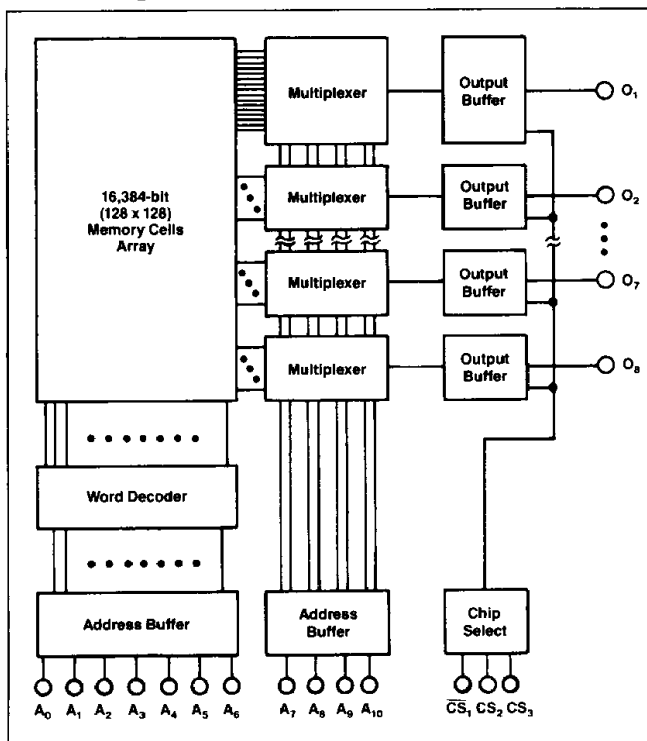 Multiplexer
Output
Buffer
O₁
16,384-bit
(128 x 128)
Memory Cells
Array
Multiplexer
Output
Buffer
O₂
Multiplexer
Output
Buffer
O₇
Multiplexer
Output
Buffer
O₈
Word Decoder
Address Buffer
Address
Buffer
Chip
Select
A₀ A₁ A₂ A₃ A₄ A₅ A₆ A₇ A₈ A₉ A₁₀ C̅S̅₁ CS₂ CS₃